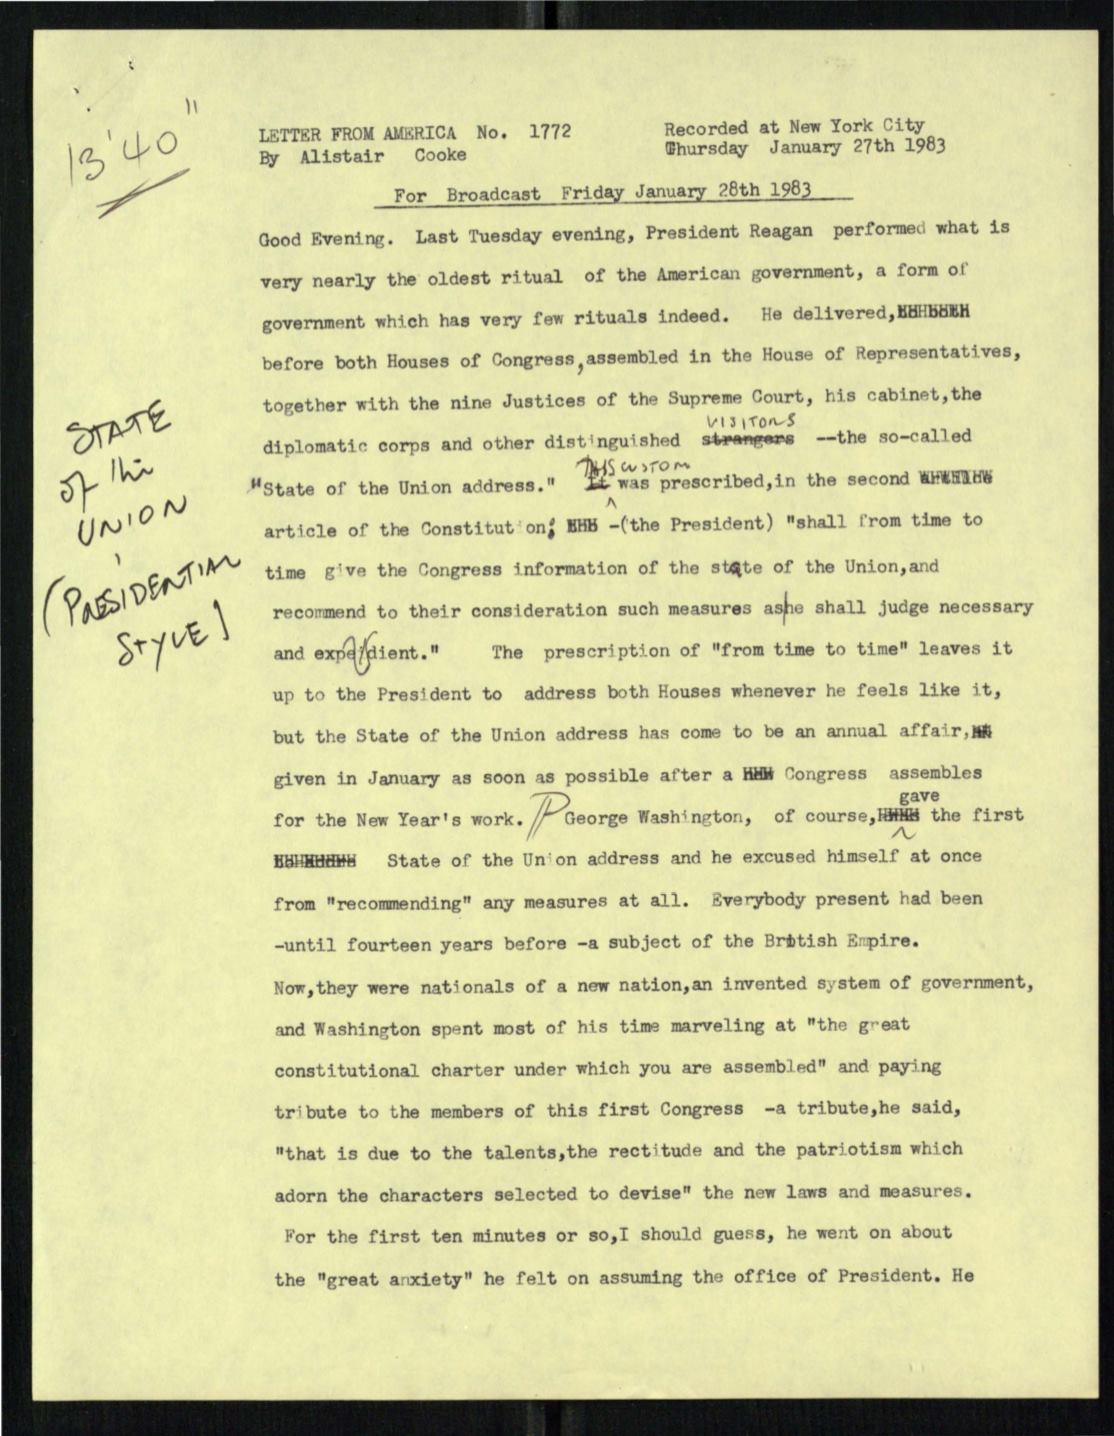 13'40"
LETTER FROM AMERICA No. 1772
By Alistair Cooke
Recorded at New York City
Thursday January 27th 1983
For Broadcast Friday January 28th 1983
Good Evening. Last Tuesday evening, President Reagan performed what is
very nearly the oldest ritual of the American government, a form of
government which has very few rituals indeed. He delivered,
before both Houses of Congress,assembled in the House of Representatives,
together with the nine Justices of the Supreme Court, his cabinet,the
VISITORS
diplomatic corps and other distinguished strangers --the so-called
THIS CUSTOM
"State of the Union address." It was prescribed,in the second
article of the Constitution; -(the President) "shall from time to
time give the Congress information of the state of the Union,and
recommend to their consideration such measures as he shall judge necessary
and expedient." The prescription of "from time to time" leaves it
up to the President to address both Houses whenever he feels like it,
but the State of the Union address has come to be an annual affair,
given in January as soon as possible after a Congress assembles
gave
for the New Year's work. P George Washington, of course, the first
State of the Union address and he excused himself at once
from "recommending" any measures at all. Everybody present had been
-until fourteen years before -a subject of the British Empire.
Now,they were nationals of a new nation,an invented system of government,
and Washington spent most of his time marveling at "the great
constitutional charter under which you are assembled" and paying
tribute to the members of this first Congress -a tribute,he said,
"that is due to the talents,the rectitude and the patriotism which
adorn the characters selected to devise" the new laws and measures.
For the first ten minutes or so,I should guess, he went on about
the "great anxiety" he felt on assuming the office of President. He
STATE
of the
UNION
(PRESIDENTIAL
STYLE)